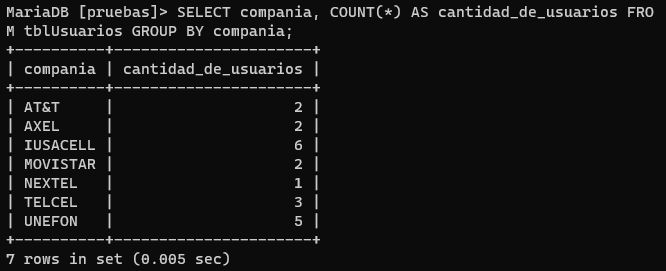 MariaDB [pruebas]> SELECT compania, COUNT(*) AS cantidad_de_usuarios FRO
M tblUsuarios GROUP BY compania;
+----------+----------------------+
| compania | cantidad_de_usuarios |
+----------+----------------------+
| AT&T     |                    2 |
| AXEL     |                    2 |
| IUSACELL |                    6 |
| MOVISTAR |                    2 |
| NEXTEL   |                    1 |
| TELCEL   |                    3 |
| UNEFON   |                    5 |
+----------+----------------------+
7 rows in set (0.005 sec)